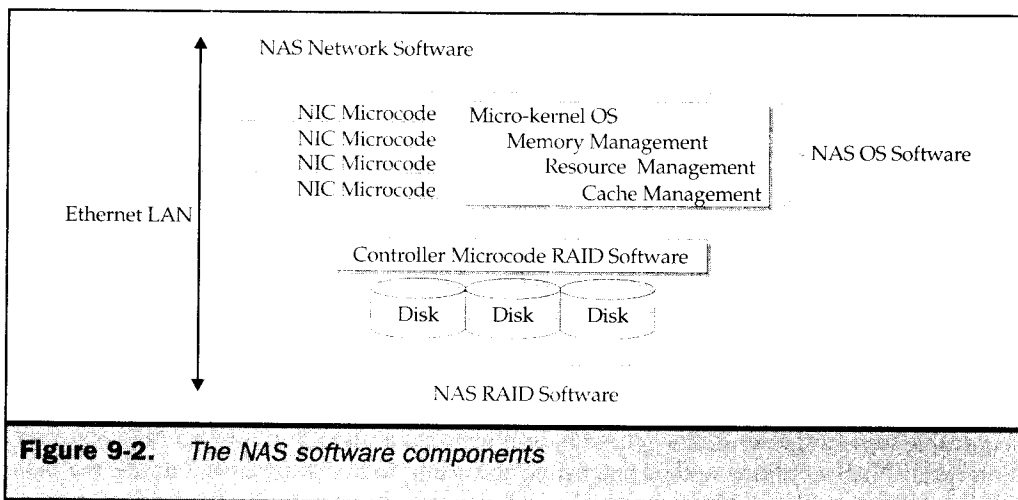 NAS Network Software
NIC Microcode Micro-kernel OS
NIC Microcode Memory Management
NIC Microcode Resource Management
NIC Microcode Cache Management
NAS OS Software
Ethernet LAN
Controller Microcode RAID Software
Disk Disk Disk
NAS RAID Software
Figure 9-2. The NAS software components